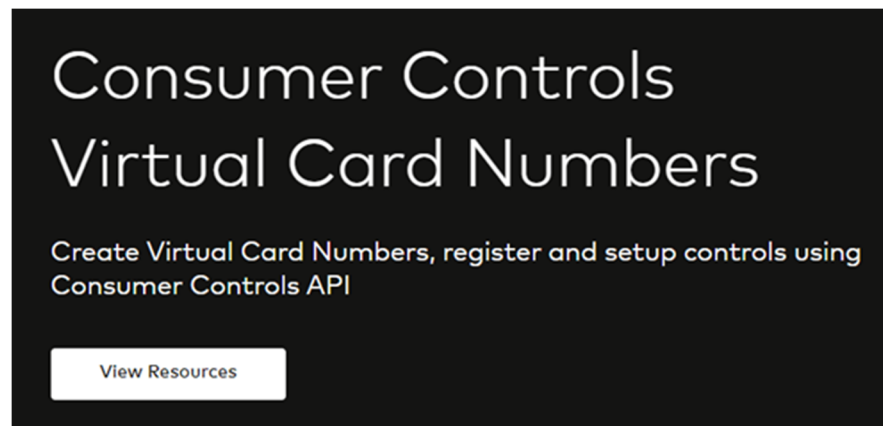 Consumer Controls
Virtual Card Numbers
Create Virtual Card Numbers, register and setup controls using
Consumer Controls API
View Resources